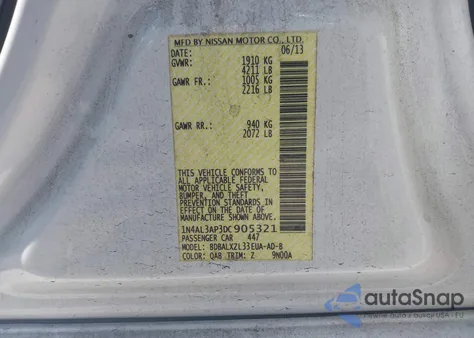 MFD BY NISSAN MOTOR CO., LTD.
DATE: 06/13
GVWR: 1910 KG
4211 LB
GAWR FR.: 1005 KG
2216 LB
GAWR RR.: 940 KG
2072 LB
THIS VEHICLE CONFORMS TO
ALL APPLICABLE FEDERAL
MOTOR VEHICLE SAFETY,
BUMPER, AND THEFT
PREVENTION STANDARDS IN
EFFECT ON THE DATE OF
MANUFACTURE SHOWN ABOVE.
1N4AL3AP3DC905321
PASSENGER CAR 447
MODEL: BDBALXZL33EUA-AD-B
COLOR: QAB TRIM: Z 9N00A
autoSnap